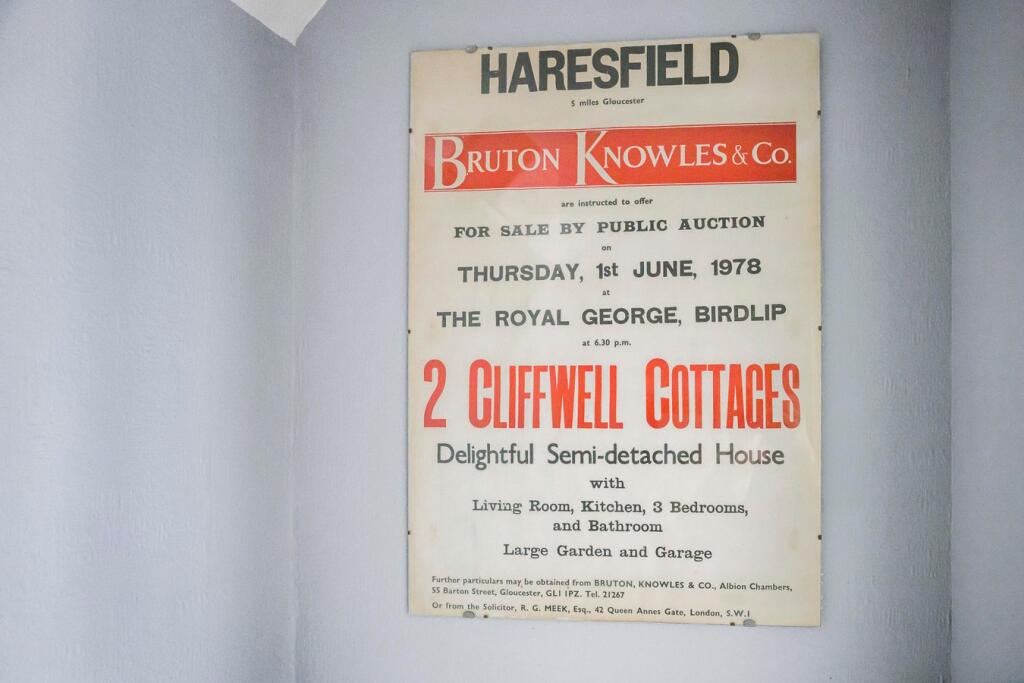 HARESFIELD
5 miles Gloucester
BRUTON KNOWLES & CO.
are instructed to offer
FOR SALE BY PUBLIC AUCTION
on
THURSDAY, 1st JUNE, 1978
at
THE ROYAL GEORGE, BIRDLIP
at 6.30 p.m.
2 CLIFFWELL COTTAGES
Delightful Semi-detached House
with
Living Room, Kitchen, 3 Bedrooms,
and Bathroom
Large Garden and Garage
Further particulars may be obtained from BRUTON, KNOWLES & CO., Albion Chambers,
55 Barton Street, Gloucester, GL1 1PZ. Tel. 21267
Or from the Solicitor, R. G. MEEK, Esq., 42 Queen Annes Gate, London, S.W.1